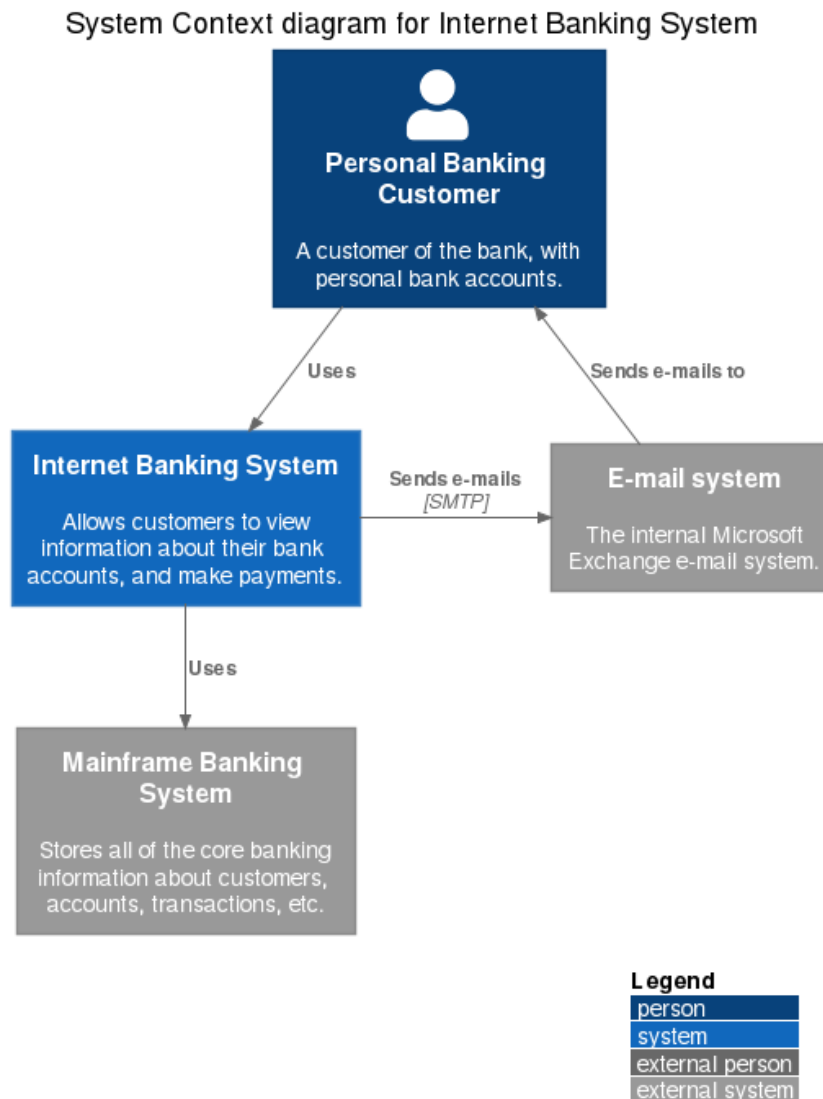 System Context diagram for Internet Banking System
Personal Banking
Customer
A customer of the bank, with
personal bank accounts.
Uses
Sends e-mails to
Internet Banking System
Allows customers to view
information about their bank
accounts, and make payments.
Sends e-mails
[SMTP]
E-mail system
The internal Microsoft
Exchange e-mail system.
Uses
Mainframe Banking
System
Stores all of the core banking
information about customers,
accounts, transactions, etc.
Legend
person
system
external person
external system